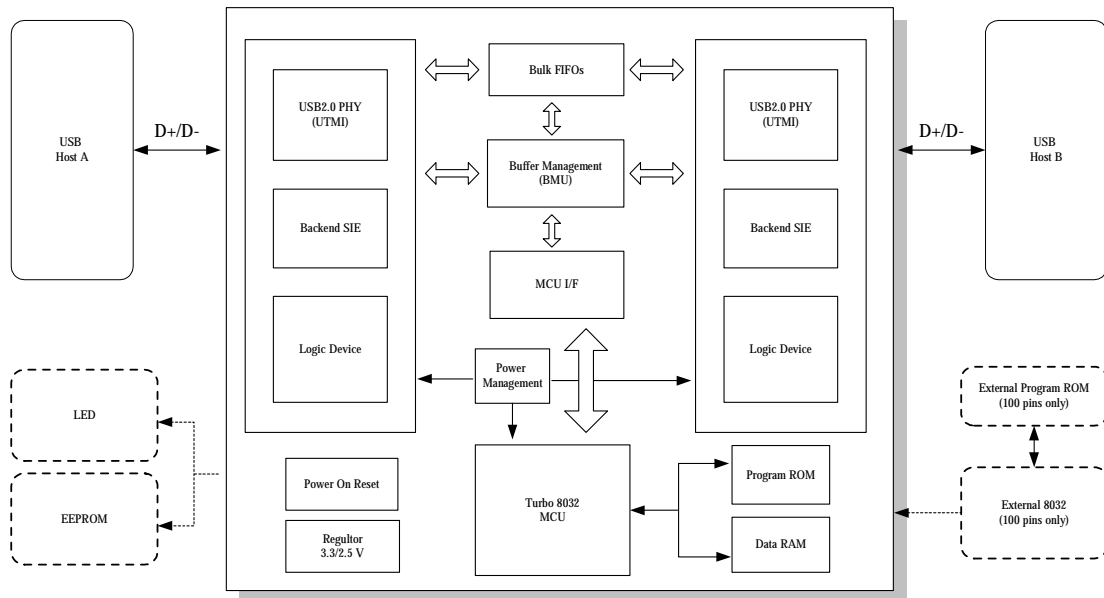 USB
Host A
D+/D-
USB2.0 PHY
(UTMI)
Backend SIE
Logic Device
Bulk FIFOs
Buffer Management
(BMU)
MCU I/F
Power
Management
USB2.0 PHY
(UTMI)
Backend SIE
Logic Device
D+/D-
USB
Host B
LED
EEPROM
Power On Reset
Regultor
3.3/2.5 V
Turbo 8032
MCU
Program ROM
Data RAM
External Program ROM
(100 pins only)
External 8032
(100 pins only)